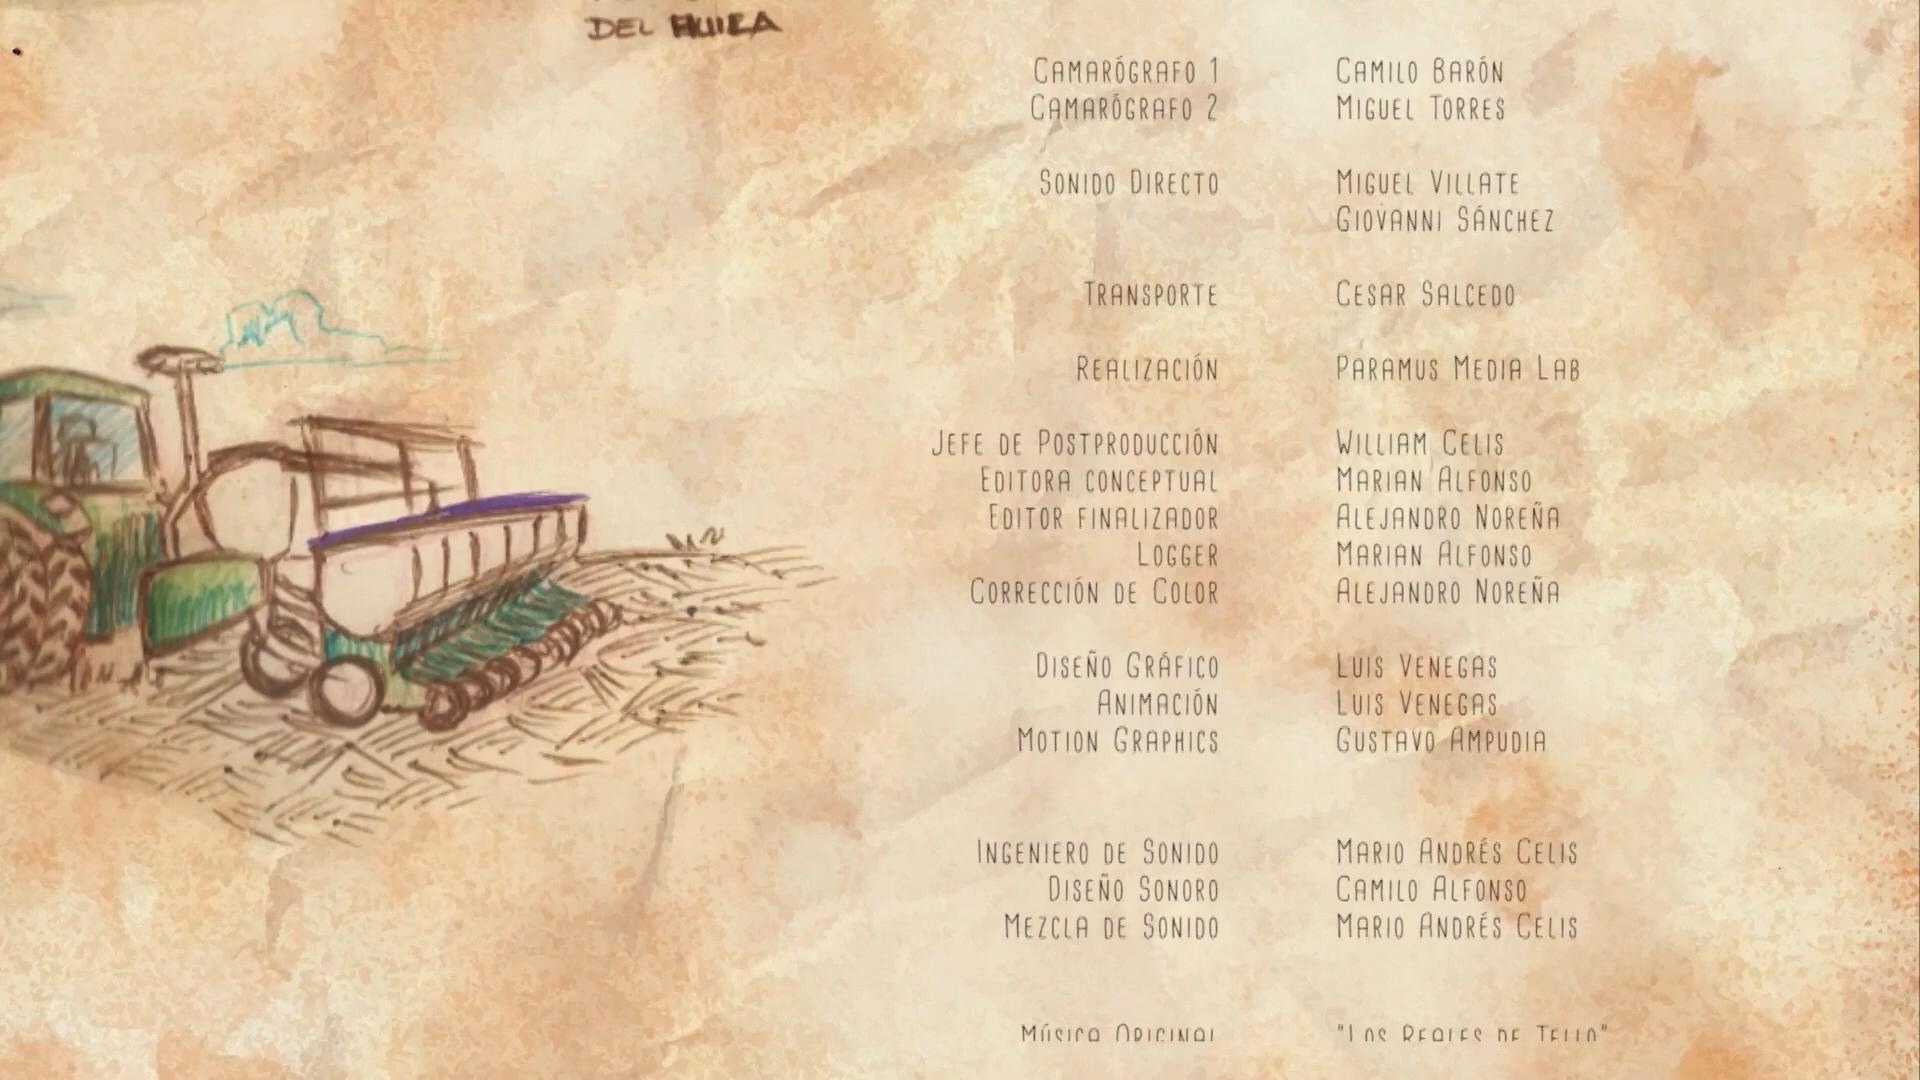 DEL HUILA
Camarógrafo 1 Camilo Barón
Camarógrafo 2 Miguel Torres
Sonido Directo Miguel Villate
Giovanni Sánchez
Transporte Cesar Salcedo
Realización Paramus Media Lab
Jefe de Postproducción William Celis
Editora conceptual Marian Alfonso
Editor finalizador Alejandro Noreña
Logger Marian Alfonso
Corrección de Color Alejandro Noreña
Diseño Gráfico Luis Venegas
Animación Luis Venegas
Motion Graphics Gustavo Ampudia
Ingeniero de Sonido Mario Andrés Celis
Diseño Sonoro Camilo Alfonso
Mezcla de Sonido Mario Andrés Celis
Música Original "Los Reales de Tello"